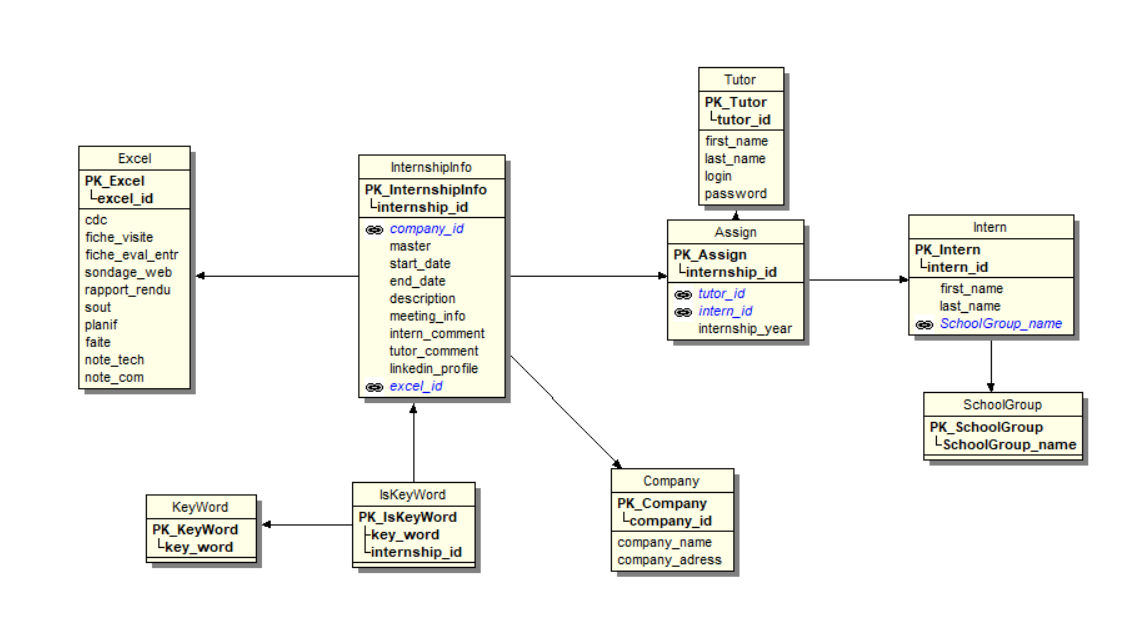 Tutor
PK_Tutor
tutor_id
first_name
last_name
login
password
Excel
PK_Excel
excel_id
cdc
fiche_visite
fiche_eval_entr
sondage_web
rapport_rendu
sout
planif
faite
note_tech
note_com
InternshipInfo
PK_InternshipInfo
internship_id
company_id
master
start_date
end_date
description
meeting_info
intern_comment
tutor_comment
linkedin_profile
excel_id
Assign
PK_Assign
internship_id
tutor_id
intern_id
internship_year
Intern
PK_Intern
intern_id
first_name
last_name
SchoolGroup_name
SchoolGroup
PK_SchoolGroup
SchoolGroup_name
Company
PK_Company
company_id
company_name
company_adress
IsKeyWord
PK_IsKeyWord
key_word
internship_id
KeyWord
PK_KeyWord
key_word